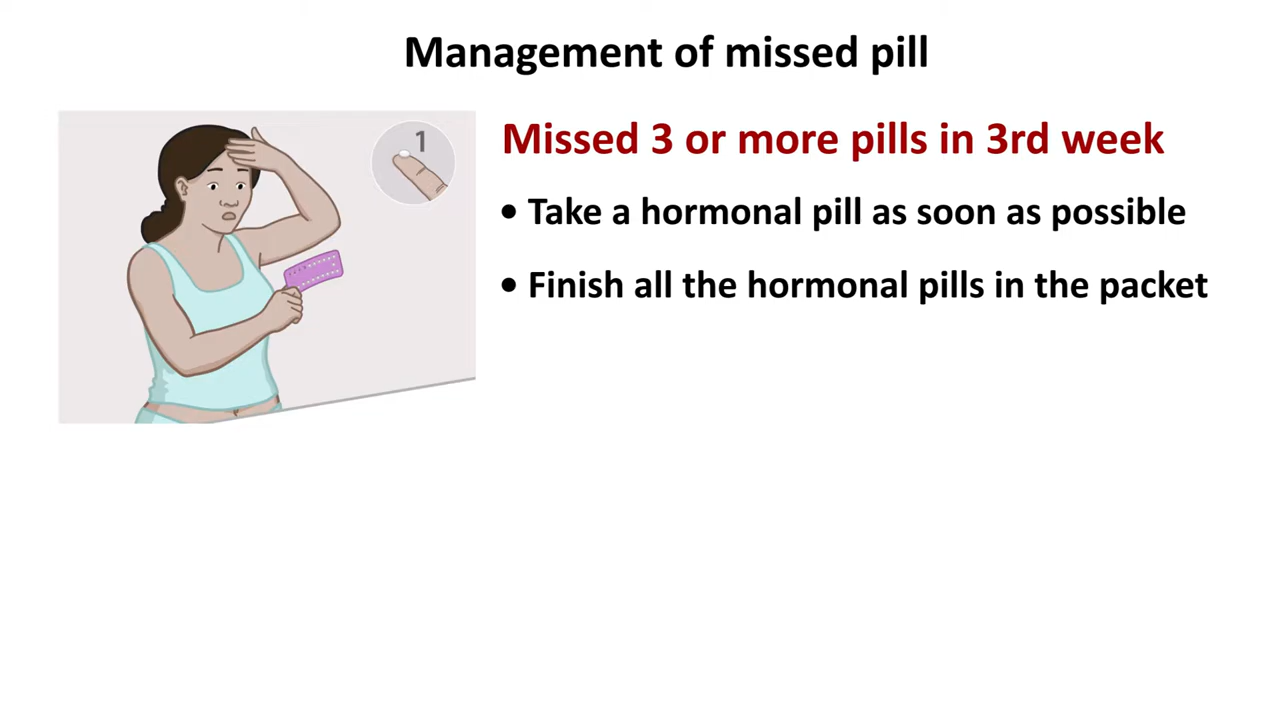 Management of missed pill
1
Missed 3 or more pills in 3rd week
• Take a hormonal pill as soon as possible
• Finish all the hormonal pills in the packet